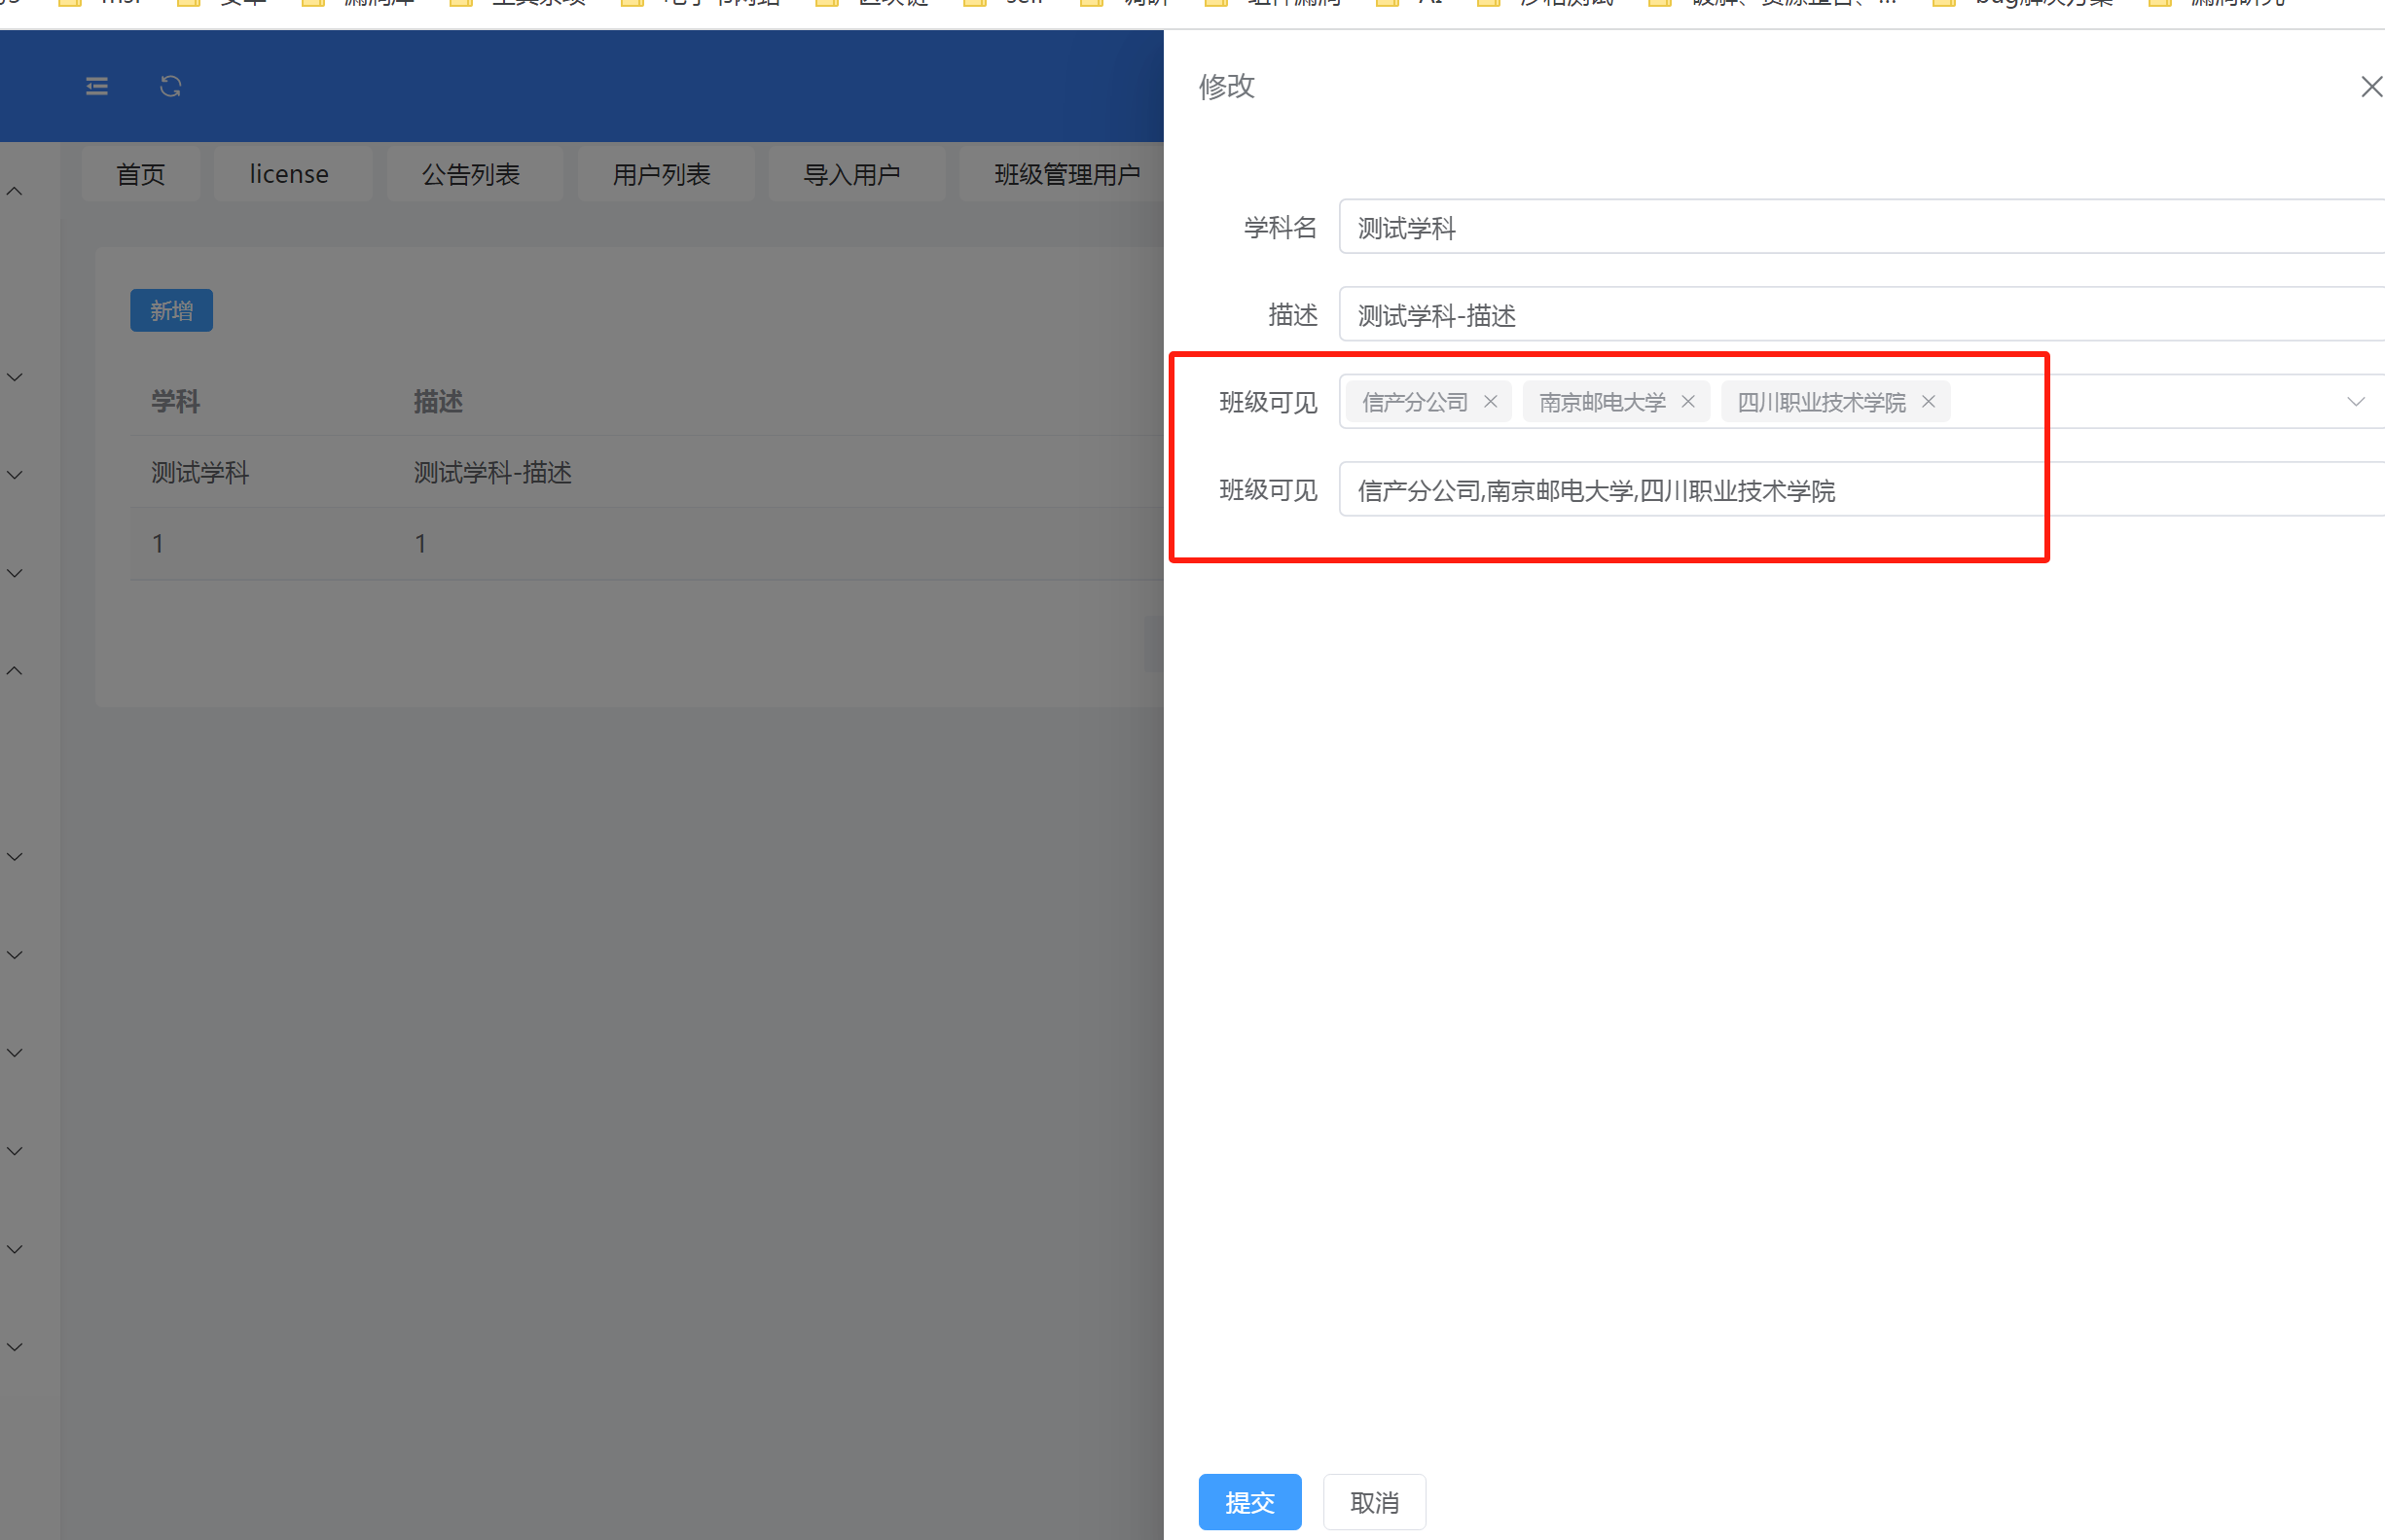 修改
首页 license 公告列表 用户列表 导入用户 班级管理用户
新增
学科 描述
测试学科 测试学科-描述
1 1
学科名 测试学科
描述 测试学科-描述
班级可见 信产分公司 南京邮电大学 四川职业技术学院
班级可见 信产分公司,南京邮电大学,四川职业技术学院
提交 取消